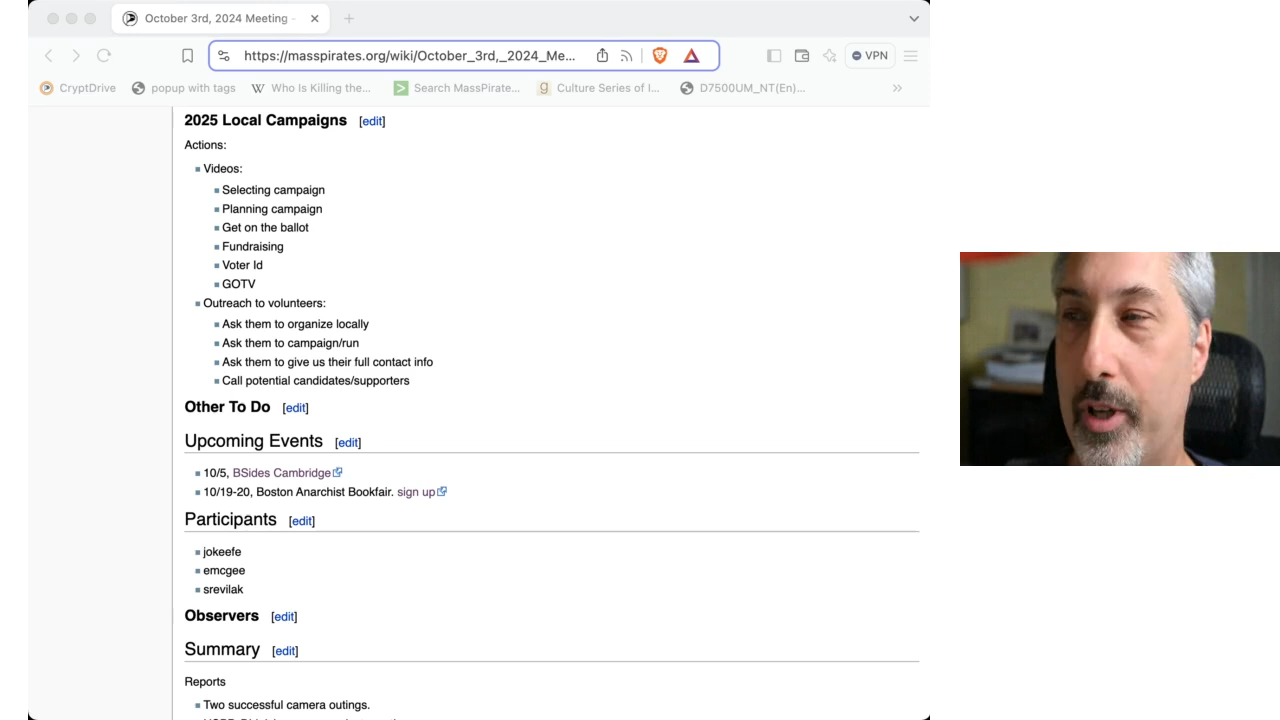 October 3rd, 2024 Meeting -
https://masspirates.org/wiki/October_3rd,_2024_Me...
VPN
CryptDrive
popup with tags
Who Is Killing the...
Search MassPirate...
Culture Series of I...
D7500UM_NT(En)...
2025 Local Campaigns [edit]
Actions:
Videos:
Selecting campaign
Planning campaign
Get on the ballot
Fundraising
Voter Id
GOTV
Outreach to volunteers:
Ask them to organize locally
Ask them to campaign/run
Ask them to give us their full contact info
Call potential candidates/supporters
Other To Do [edit]
Upcoming Events [edit]
10/5, BSides Cambridge
10/19-20, Boston Anarchist Bookfair. sign up
Participants [edit]
jokeefe
emcgee
srevilak
Observers [edit]
Summary [edit]
Reports
Two successful camera outings.